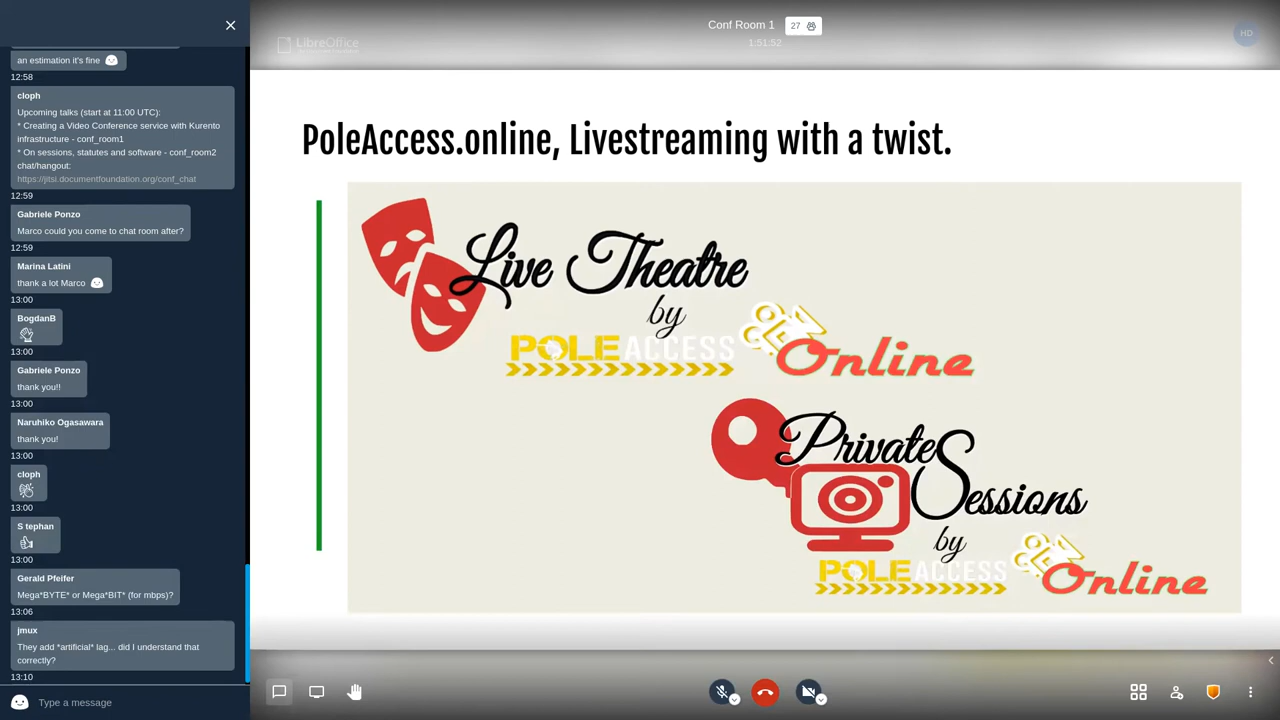 an estimation it's fine
12:58
cloph
Upcoming talks (start at 11:00 UTC):
* Creating a Video Conference service with Kurento
infrastructure - conf_room1
* On sessions, statutes and software - conf_room2
chat/hangout:
https://jitsi.documentfoundation.org/conf_chat
12:59
Gabriele Ponzo
Marco could you come to chat room after?
12:59
Marina Latini
thank a lot Marco
13:00
BogdanB
13:00
Gabriele Ponzo
thank you!!
13:00
Naruhiko Ogasawara
thank you!
13:00
cloph
13:00
S tephan
13:00
Gerald Pfeifer
Mega*BYTE* or Mega*BIT* (for mbps)?
13:06
jmux
They add *artificial* lag... did I understand that
correctly?
13:10
Type a message
Conf Room 1
27
1:51:52
LibreOffice
HD
PoleAccess.online, Livestreaming with a twist.
Live Theatre
by
POLE ACCESS
Online
Private Sessions
by
POLE ACCESS
Online